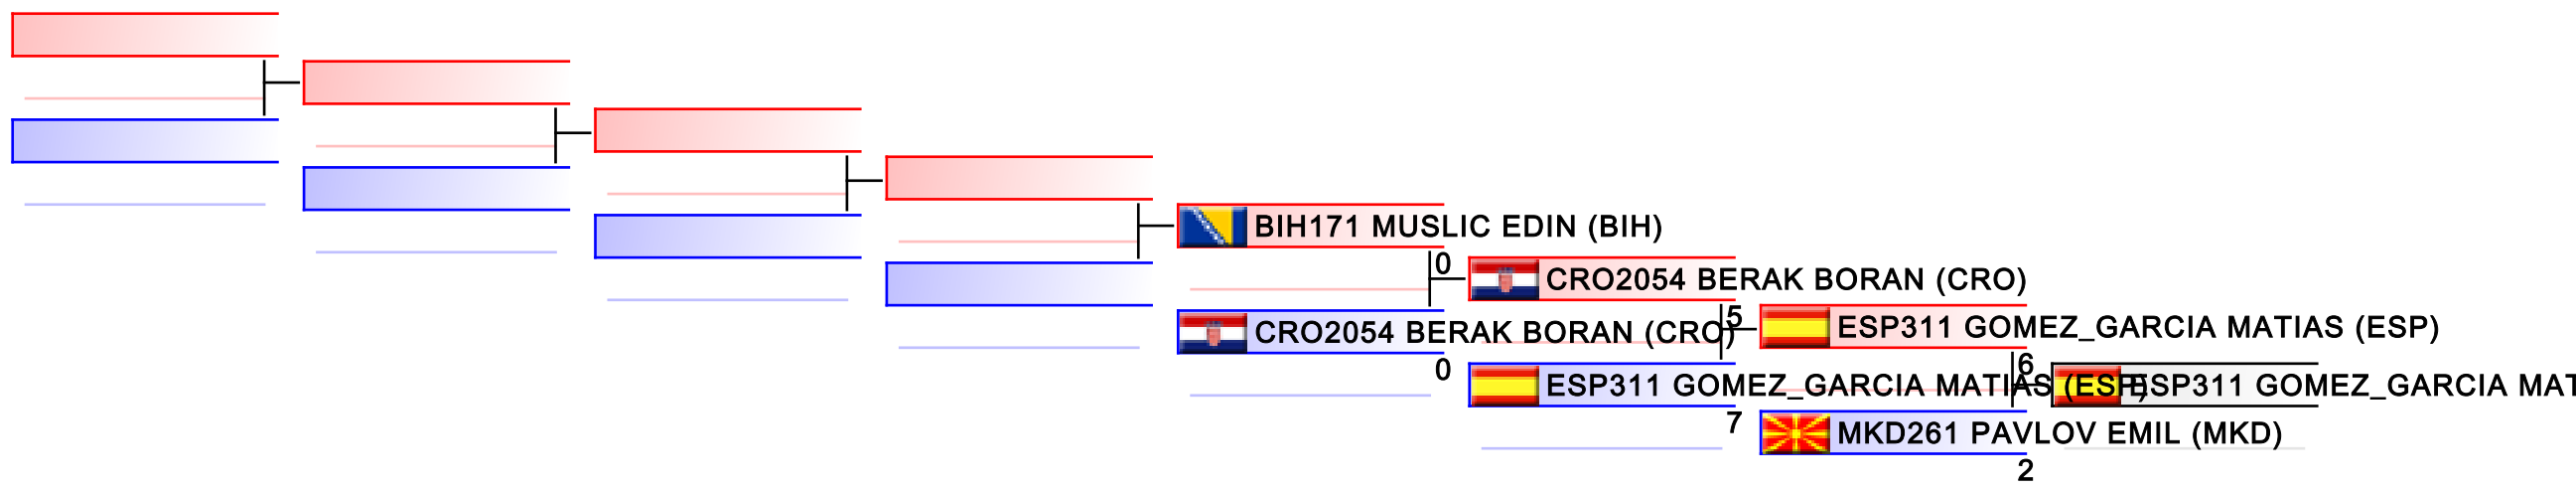 BIH171 MUSLIC EDIN (BIH)
0
CRO2054 BERAK BORAN (CRO)
0
CRO2054 BERAK BORAN (CRO)
5
ESP311 GOMEZ_GARCIA MATIAS (ESP)
7
ESP311 GOMEZ_GARCIA MATIAS (ESP)
6
MKD261 PAVLOV EMIL (MKD)
2
ESP311 GOMEZ_GARCIA MAT